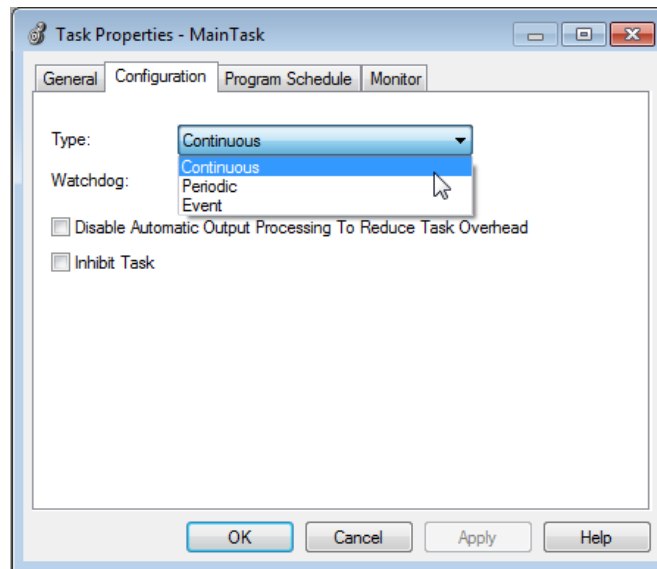 Task Properties - MainTask
General Configuration Program Schedule Monitor
Type: Continuous
Continuous
Watchdog:
Periodic
Event
Disable Automatic Output Processing To Reduce Task Overhead
Inhibit Task
OK Cancel Apply Help